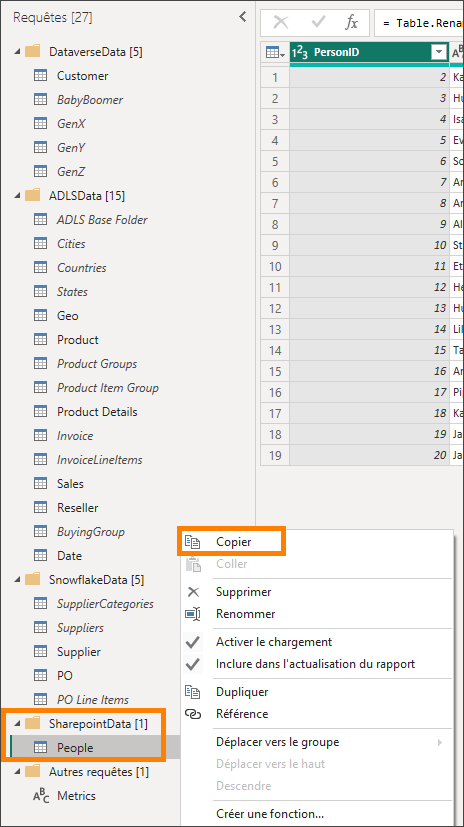 Requêtes [27]
DataverseData [5]
Customer
BabyBoomer
GenX
GenY
GenZ
ADLSData [15]
ADLS Base Folder
Cities
Countries
States
Geo
Product
Product Groups
Product Item Group
Product Details
Invoice
InvoiceLineItems
Sales
Reseller
BuyingGroup
Date
SnowflakeData [5]
SupplierCategories
Suppliers
Supplier
PO
PO Line Items
SharepointData [1]
People
Autres requêtes [1]
ABC Metrics
fx = Table.Rena
123 PersonID AB
1 2 Ka
2 3 Hu
3 4 Isa
4 5 Ev
5 6 So
6 7 Ar
7 8 Ar
8 9 Al
9 10 St
10 11 Et
11 12 He
12 13 Hu
13 14 Lil
14 15 Ta
15 16 Ar
16 17 Pi
17 18 Ka
18 19 Ja
19 20 Ja
Copier
Coller
Supprimer
Renommer
Activer le chargement
Inclure dans l'actualisation du rapport
Dupliquer
Référence
Déplacer vers le groupe
Déplacer vers le haut
Descendre
Créer une fonction...